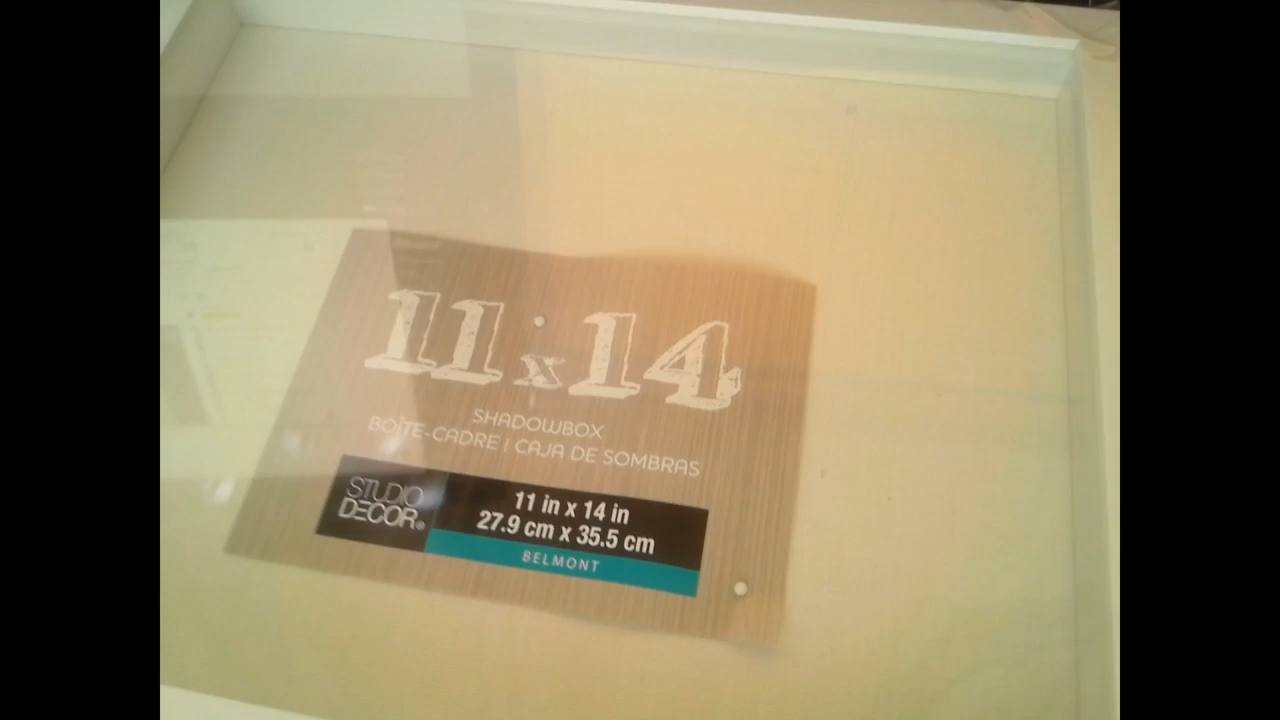 11x14
SHADOWBOX
BOÎTE-CADRE | CAJA DE SOMBRAS
STUDIO
DECOR®
11 in x 14 in
27.9 cm x 35.5 cm
BELMONT